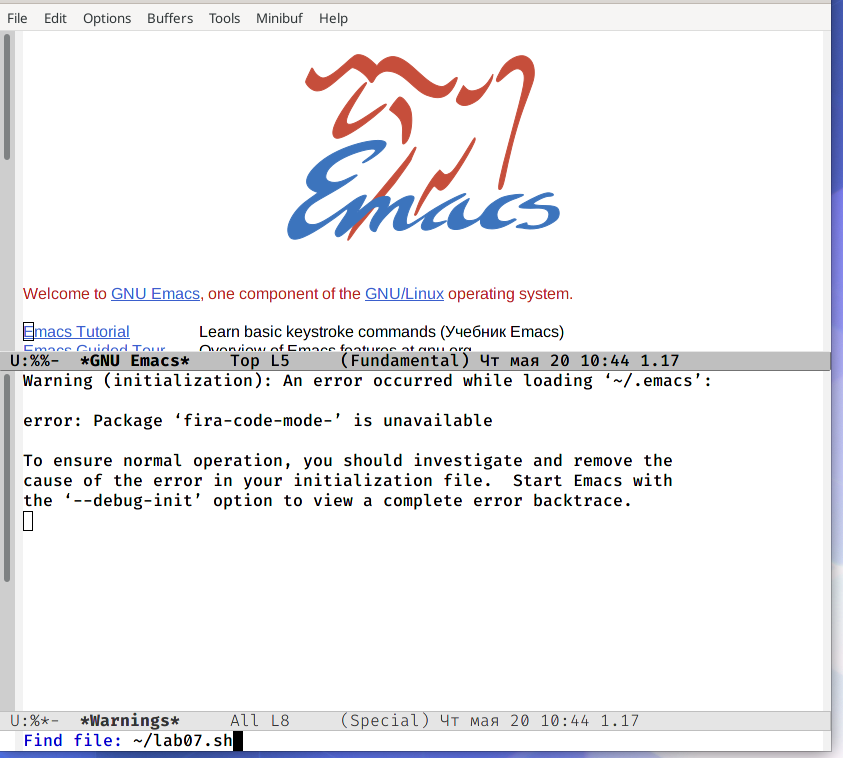 File Edit Options Buffers Tools Minibuf Help
Emacs
Welcome to GNU Emacs, one component of the GNU/Linux operating system.
Emacs Tutorial Learn basic keystroke commands (Учебник Emacs)
Emacs Guided Tour Overview of Emacs features at gnu.org
U:%%- *GNU Emacs* Top L5 (Fundamental) Чт мая 20 10:44 1.17
Warning (initialization): An error occurred while loading ‘~/.emacs’:
error: Package ‘fira-code-mode-’ is unavailable
To ensure normal operation, you should investigate and remove the
cause of the error in your initialization file. Start Emacs with
the ‘--debug-init’ option to view a complete error backtrace.
U:%*- *Warnings* All L8 (Special) Чт мая 20 10:44 1.17
Find file: ~/lab07.sh